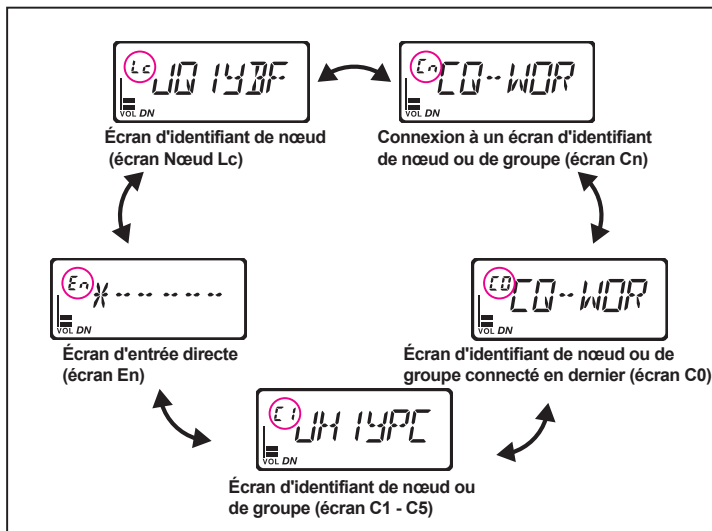 Lc JQ1YBF
VOL DN
Écran d'identifiant de nœud
(écran Nœud Lc)
Cn CQ--WOR
VOL DN
Connexion à un écran d'identifiant
de nœud ou de groupe (écran Cn)
En *------
VOL DN
Écran d'entrée directe
(écran En)
C0 CQ--WOR
VOL DN
Écran d'identifiant de nœud ou de
groupe connecté en dernier (écran C0)
C1 JH1YPC
VOL DN
Écran d'identifiant de nœud ou
de groupe (écran C1 - C5)